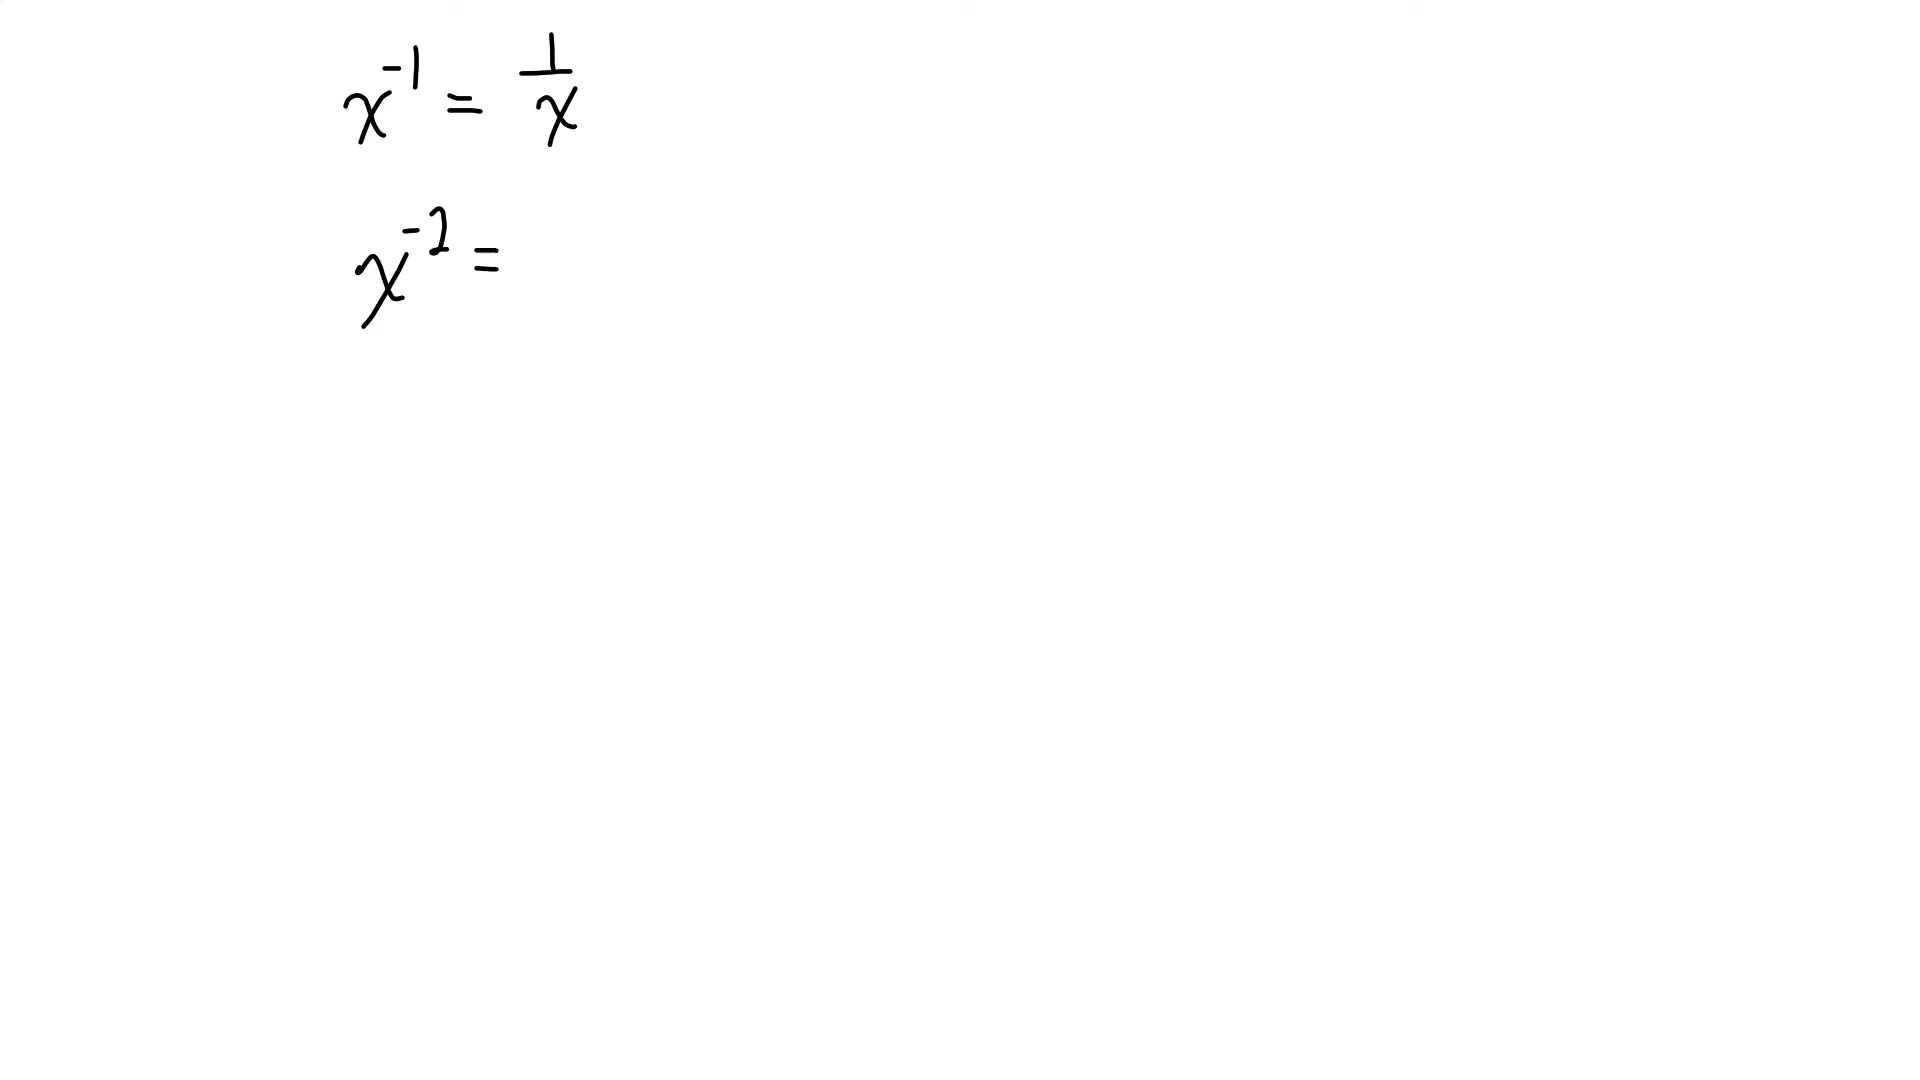 x⁻¹ = 1/x
x⁻² =